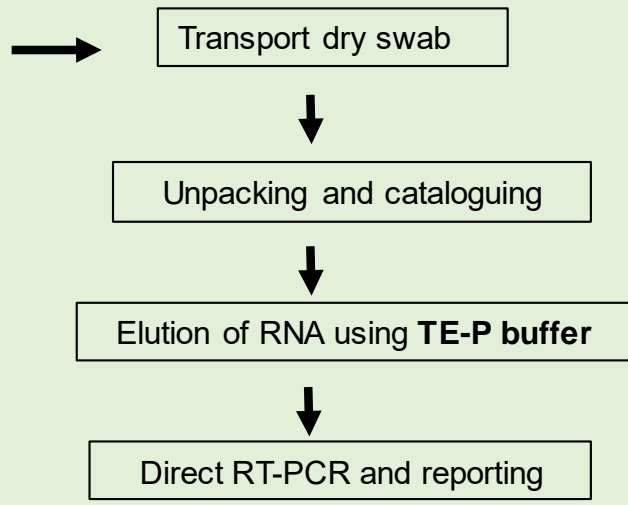 Transport dry swab
Unpacking and cataloguing
Elution of RNA using TE-P buffer
Direct RT-PCR and reporting